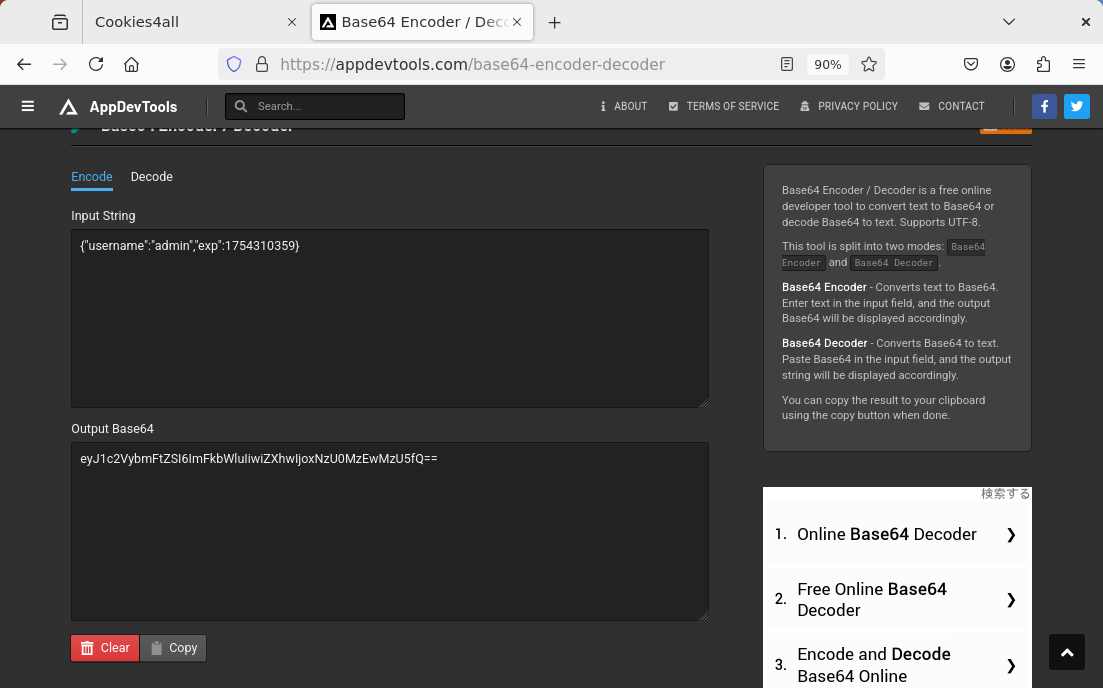 Cookies4all
Base64 Encoder / Deco
https://appdevtools.com/base64-encoder-decoder
90%
AppDevTools
Search...
ABOUT
TERMS OF SERVICE
PRIVACY POLICY
CONTACT
Base64 Encoder / Decoder
Encode
Decode
Input String
{"username":"admin","exp":1754310359}
Output Base64
eyJ1c2VybmFtZSI6ImFkbWluIiwiZXhwIjoxNzU0MzEwMzU5fQ==
Clear
Copy
Base64 Encoder / Decoder is a free online
developer tool to convert text to Base64 or
decode Base64 to text. Supports UTF-8.
This tool is split into two modes: Base64
Encoder and Base64 Decoder.
Base64 Encoder - Converts text to Base64.
Enter text in the input field, and the output
Base64 will be displayed accordingly.
Base64 Decoder - Converts Base64 to text.
Paste Base64 in the input field, and the output
string will be displayed accordingly.
You can copy the result to your clipboard
using the copy button when done.
検索する
1. Online Base64 Decoder
2. Free Online Base64
Decoder
3. Encode and Decode
Base64 Online